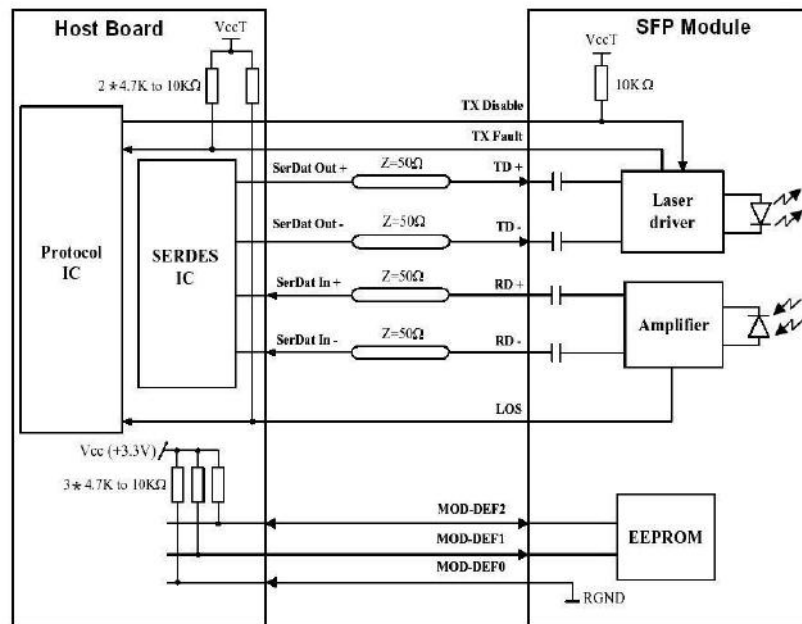 Host Board
SFP Module
VccT
VccT
2*4.7K to 10KΩ
10KΩ
TX Disable
TX Fault
SerDat Out +
Z=50Ω
TD +
Laser
driver
SerDat Out -
Z=50Ω
TD -
Protocol
IC
SERDES
IC
SerDat In +
Z=50Ω
RD +
Amplifier
SerDat In -
Z=50Ω
RD -
LOS
Vcc (+3.3V)
3*4.7K to 10KΩ
MOD-DEF2
EEPROM
MOD-DEF1
MOD-DEF0
RGND